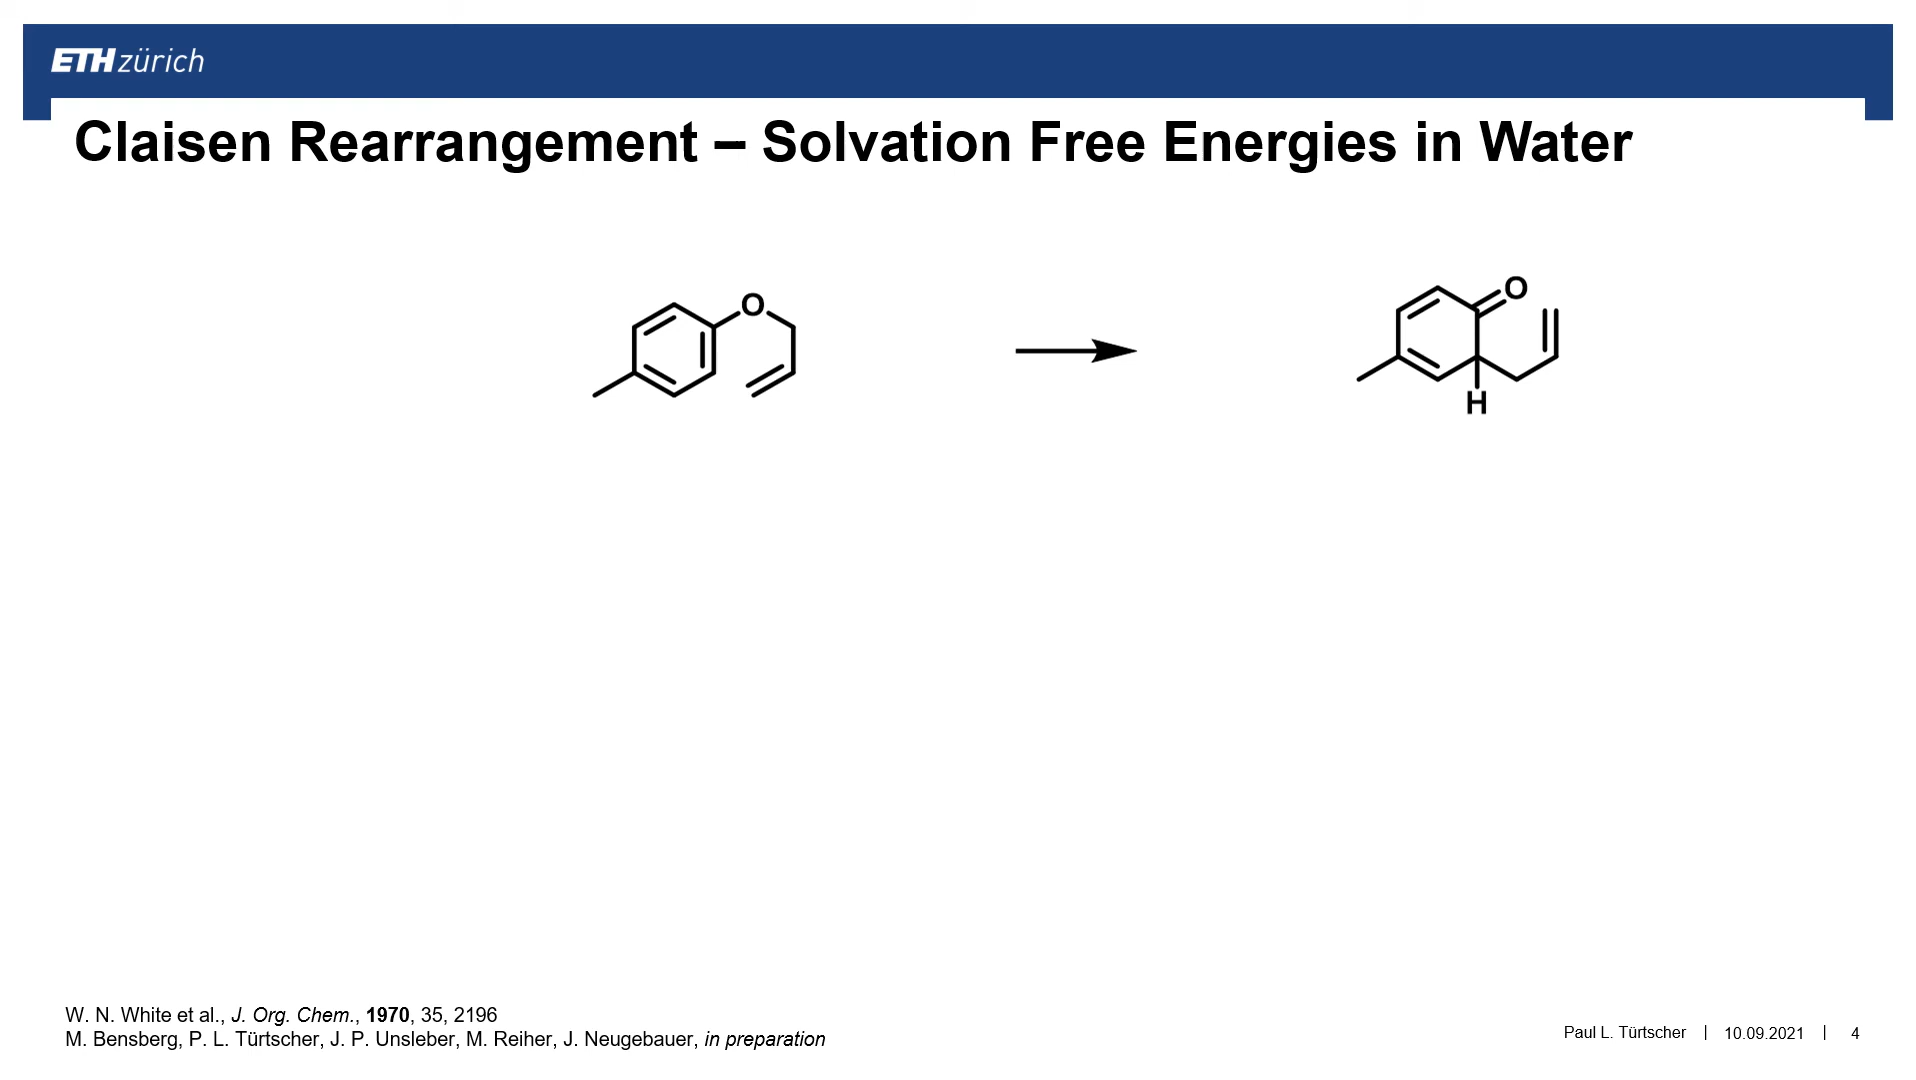 ETH zürich
Claisen Rearrangement – Solvation Free Energies in Water
O
O
H
W. N. White et al., J. Org. Chem., 1970, 35, 2196
M. Bensberg, P. L. Türtscher, J. P. Unsleber, M. Reiher, J. Neugebauer, in preparation
Paul L. Türtscher | 10.09.2021 | 4